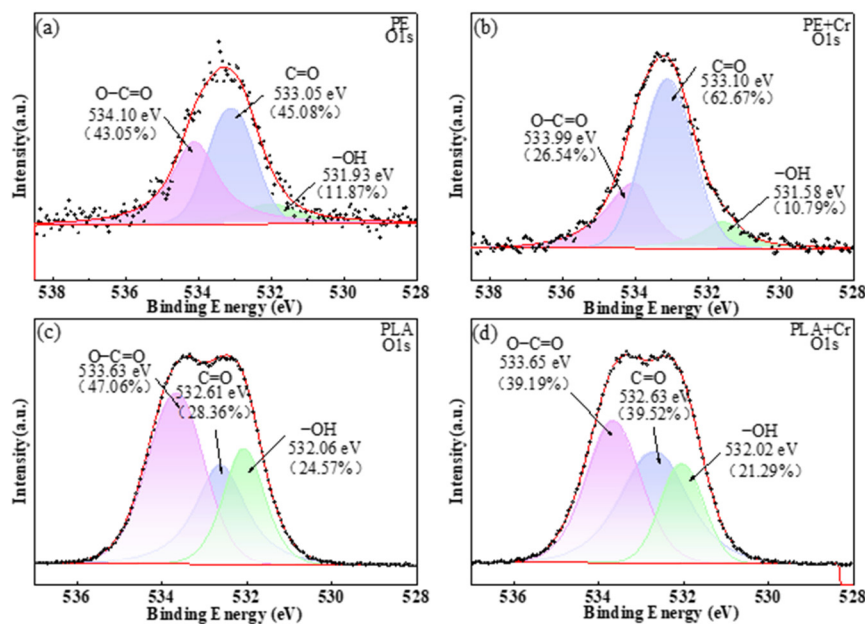 (a)
PE
O1s
O−C=O
534.10 eV
(43.05%)
C=O
533.05 eV
(45.08%)
−OH
531.93 eV
(11.87%)
Intensity(a.u.)
538 536 534 532 530 528
Binding Energy (eV)
(b)
PE+Cr
O1s
C=O
533.10 eV
(62.67%)
O−C=O
533.99 eV
(26.54%)
−OH
531.58 eV
(10.79%)
Intensity(a.u.)
538 536 534 532 530 528
Binding Energy (eV)
(c)
PLA
O1s
O−C=O
533.63 eV
(47.06%)
C=O
532.61 eV
(28.36%)
−OH
532.06 eV
(24.57%)
Intensity(a.u.)
536 534 532 530 528
Binding Energy (eV)
(d)
PLA+Cr
O1s
O−C=O
533.65 eV
(39.19%)
C=O
532.63 eV
(39.52%)
−OH
532.02 eV
(21.29%)
Intensity(a.u.)
536 534 532 530 528
Binding Energy (eV)